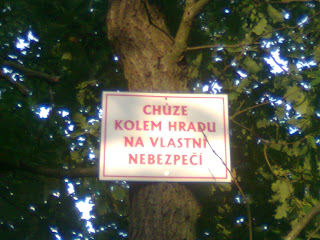 CHŮZE
KOLEM HRADU
NA VLASTNÍ
NEBEZPEČÍ